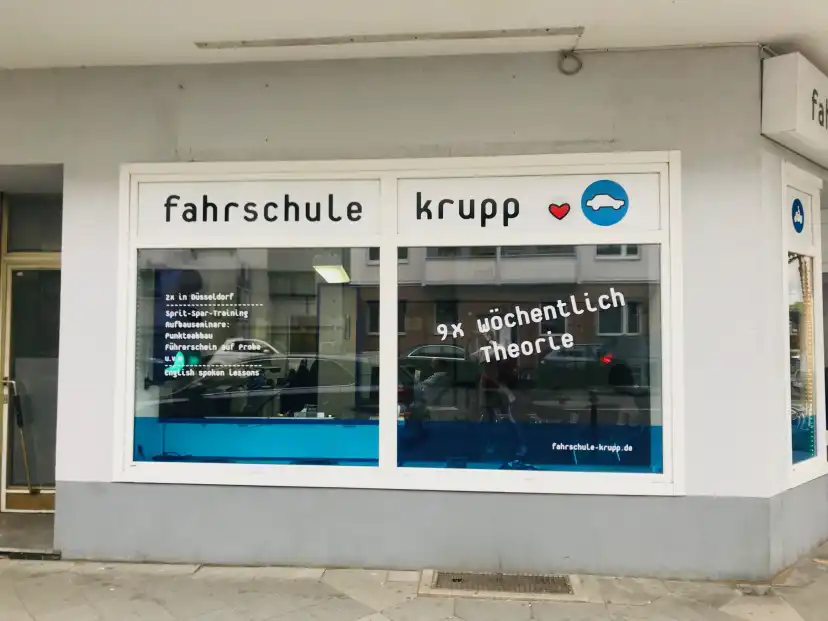 fahrschule krupp
2x in Düsseldorf
Sprit-Spar-Training
Aufbauseminare:
Punkteabbau
Führerschein auf Probe
u.v.m
English spoken lessons
9x wöchentlich
Theorie
fahrschule-krupp.de
fa